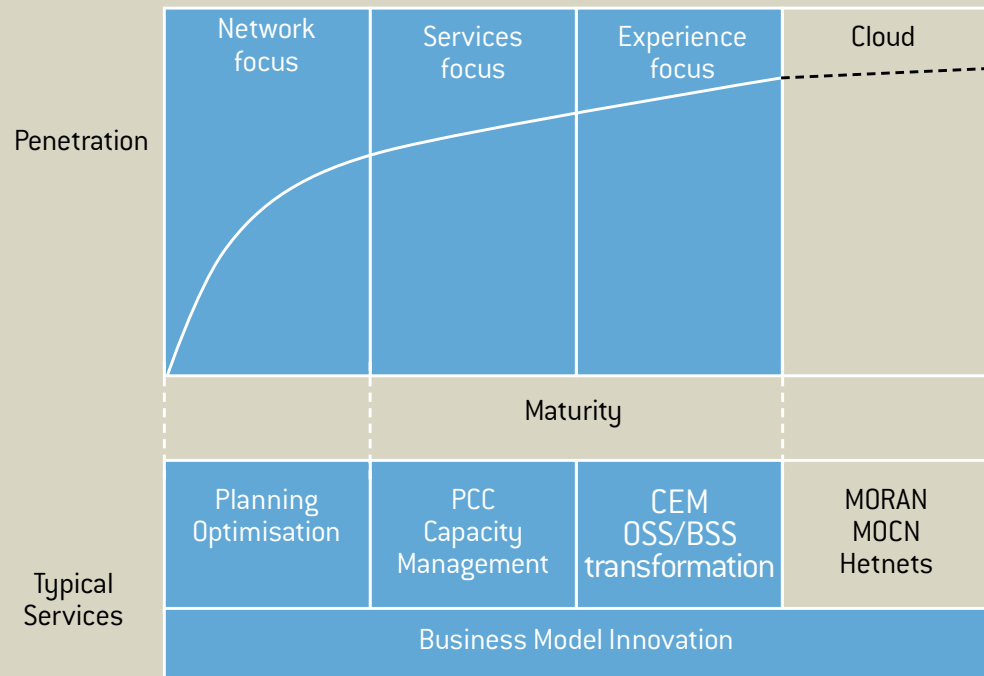 Network
focus
Services
focus
Experience
focus
Cloud
Penetration
Maturity
Planning
Optimisation
PCC
Capacity
Management
CEM
OSS/BSS
transformation
MORAN
MOCN
Hetnets
Typical
Services
Business Model Innovation